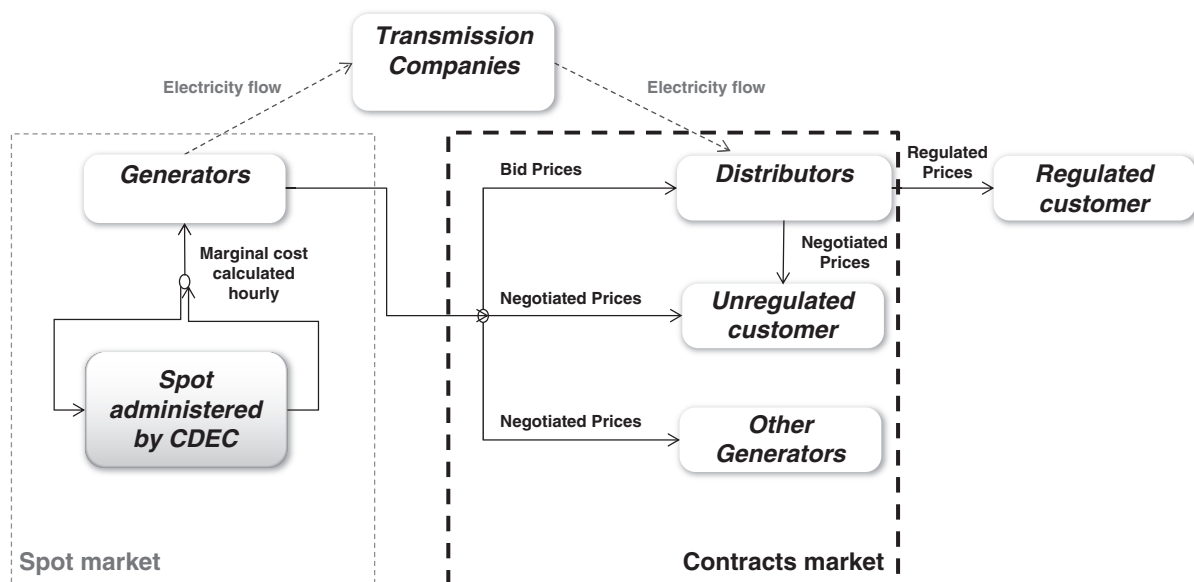 Transmission
Companies
Electricity flow
Electricity flow
Generators
Bid Prices
Distributors
Regulated
Prices
Regulated
customer
Marginal cost
calculated
hourly
Negotiated
Prices
Negotiated Prices
Unregulated
customer
Spot
administered
by CDEC
Negotiated Prices
Other
Generators
Spot market
Contracts market